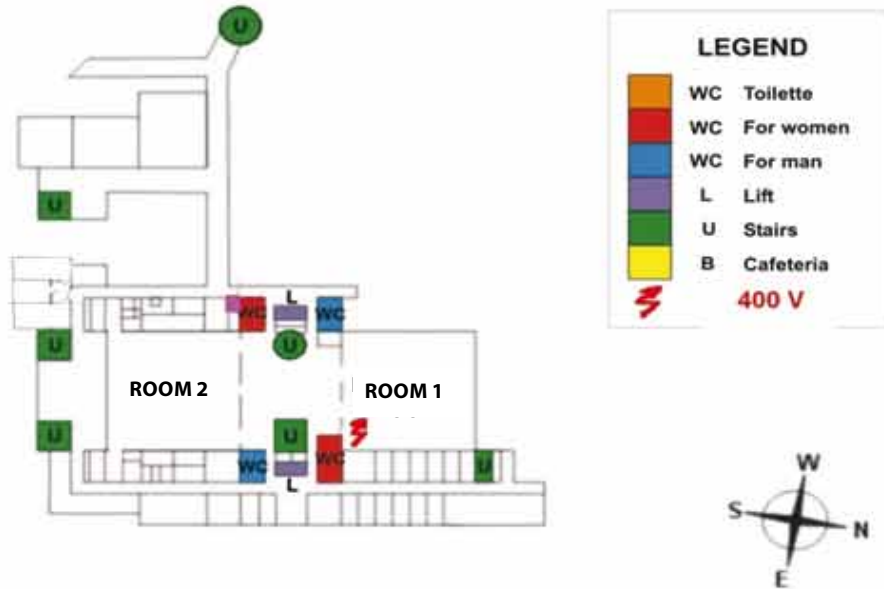 U
LEGEND
WC Toilette
WC For women
WC For man
L Lift
U Stairs
B Cafeteria
400 V
U
L
WC WC
U U
ROOM 2 ROOM 1
U U
WC WC U
L
W
S N
E